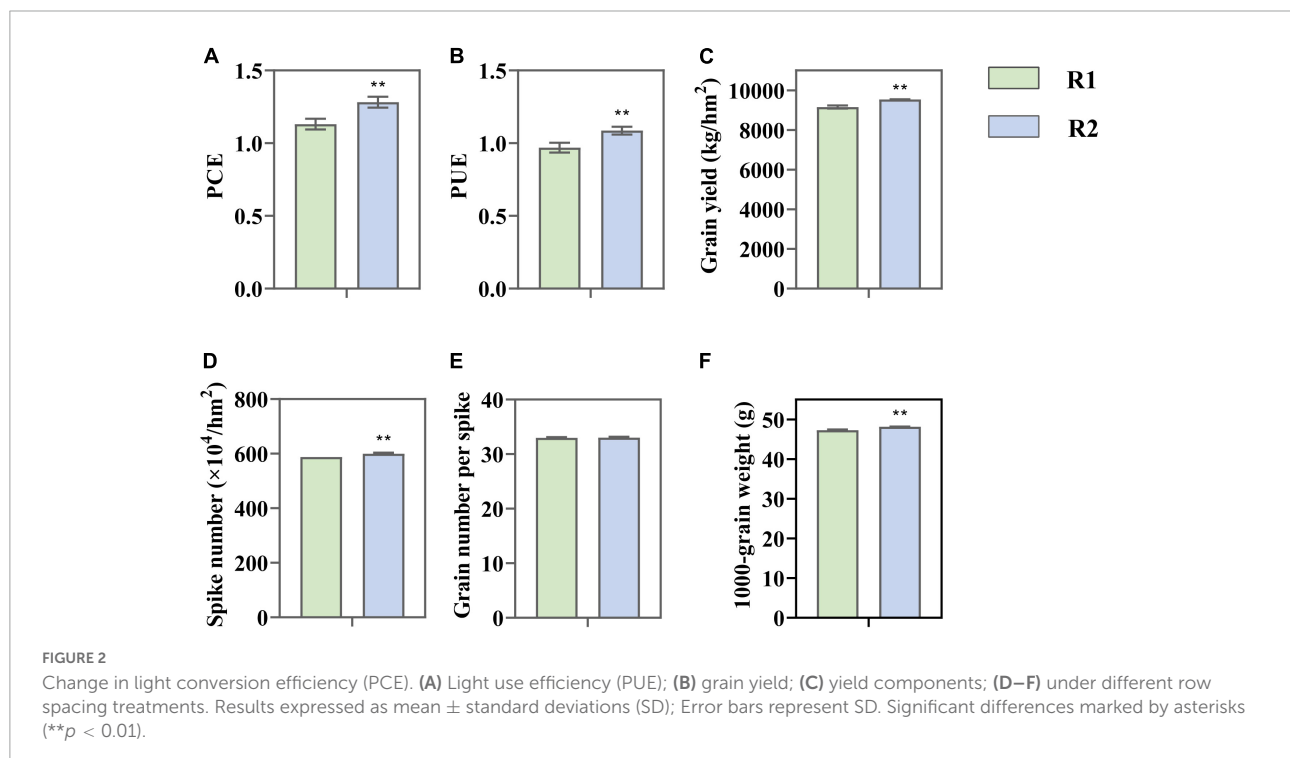 A
B
C
1.5
1.0
0.5
0.0
PCE
**
1.5
1.0
0.5
0.0
PUE
**
10000
8000
6000
4000
2000
0
Grain yield (kg/hm²)
**
R1
R2
D
E
F
800
600
400
200
0
Spike number (×10⁴/hm²)
**
40
30
20
10
0
Grain number per spike
50
40
30
20
10
0
1000-grain weight (g)
**
FIGURE 2
Change in light conversion efficiency (PCE). (A) Light use efficiency (PUE); (B) grain yield; (C) yield components; (D–F) under different row
spacing treatments. Results expressed as mean ± standard deviations (SD); Error bars represent SD. Significant differences marked by asterisks
(**p < 0.01).